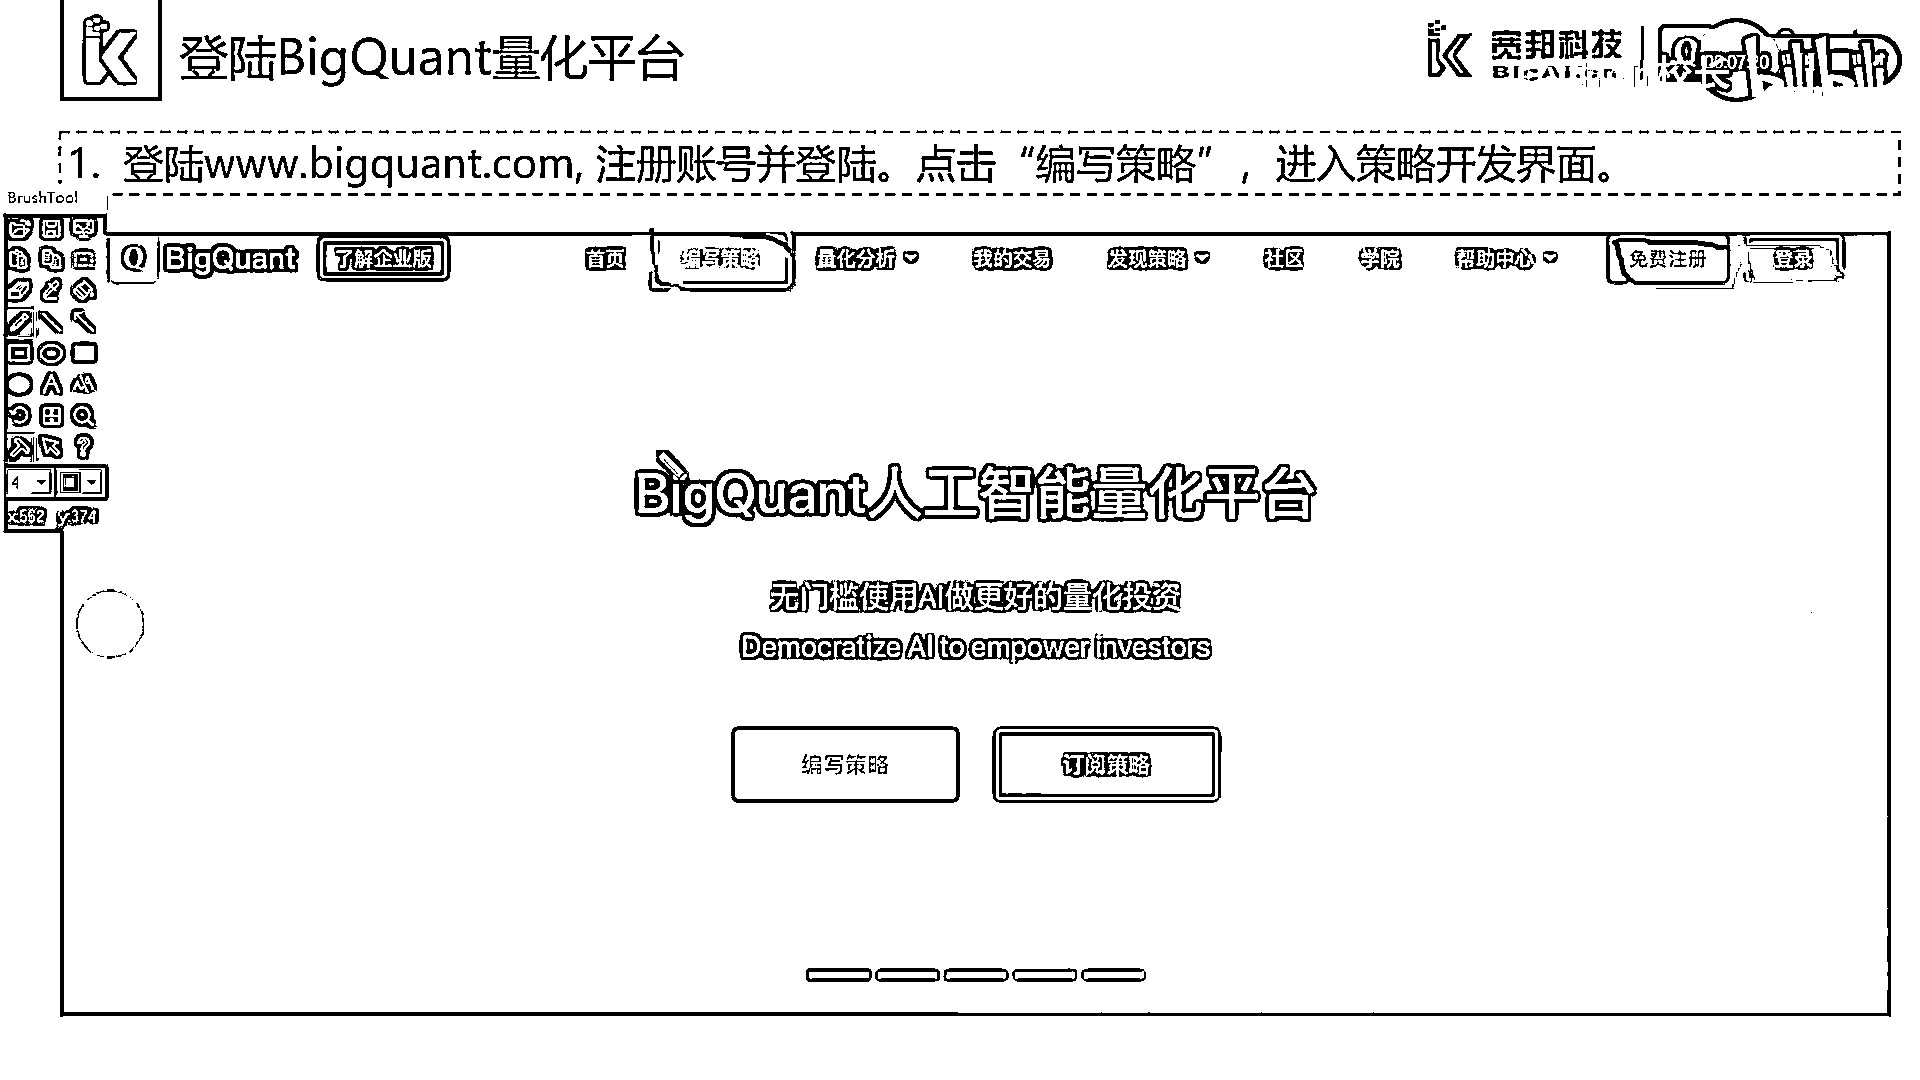 登陆BigQuant量化平台
宽邦科技
1. 登陆www.bigquant.com, 注册账号并登陆。点击“编写策略”，进入策略开发界面。
BrushTool
Q BigQuant 了解企业版 首页 编写策略 量化分析 我的交易 发现策略 社区 学院 帮助中心 免费注册 登录
4
x:562 y:374
BigQuant人工智能量化平台
无门槛使用AI做更好的量化投资
Democratize AI to empower investors
编写策略 订阅策略